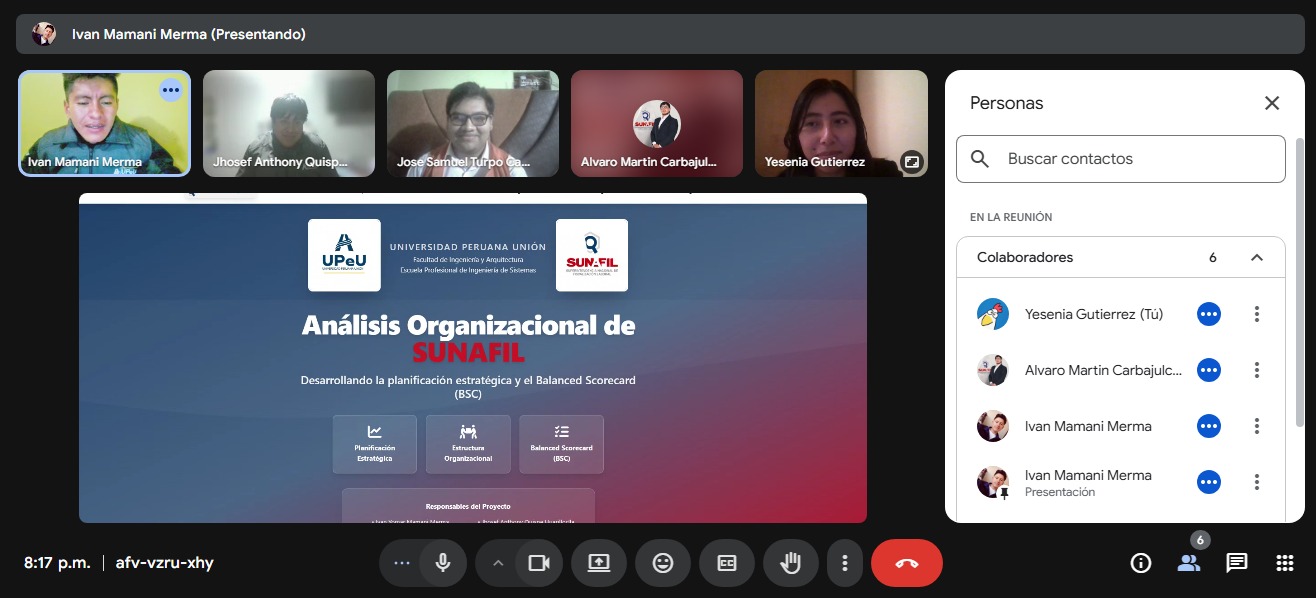 Ivan Mamani Merma (Presentando)
Ivan Mamani Merma
Jhosef Anthony Quisp...
Jose Samuel Turpo Ca...
Alvaro Martin Carbajul...
Yesenia Gutierrez
UPeU
UNIVERSIDAD PERUANA UNIÓN
Facultad de Ingeniería y Arquitectura
Escuela Profesional de Ingeniería de Sistemas
SUNAFIL
Análisis Organizacional de
SUNAFIL
Desarrollando la planificación estratégica y el Balanced Scorecard
(BSC)
Planificación
Estratégica
Estructura
Organizacional
Balanced Scorecard
(BSC)
Responsables del Proyecto
Personas
Buscar contactos
EN LA REUNIÓN
Colaboradores
6
Yesenia Gutierrez (Tú)
Alvaro Martin Carbajulc...
Ivan Mamani Merma
Ivan Mamani Merma
Presentación
8:17 p.m.
afv-vzru-xhy
6